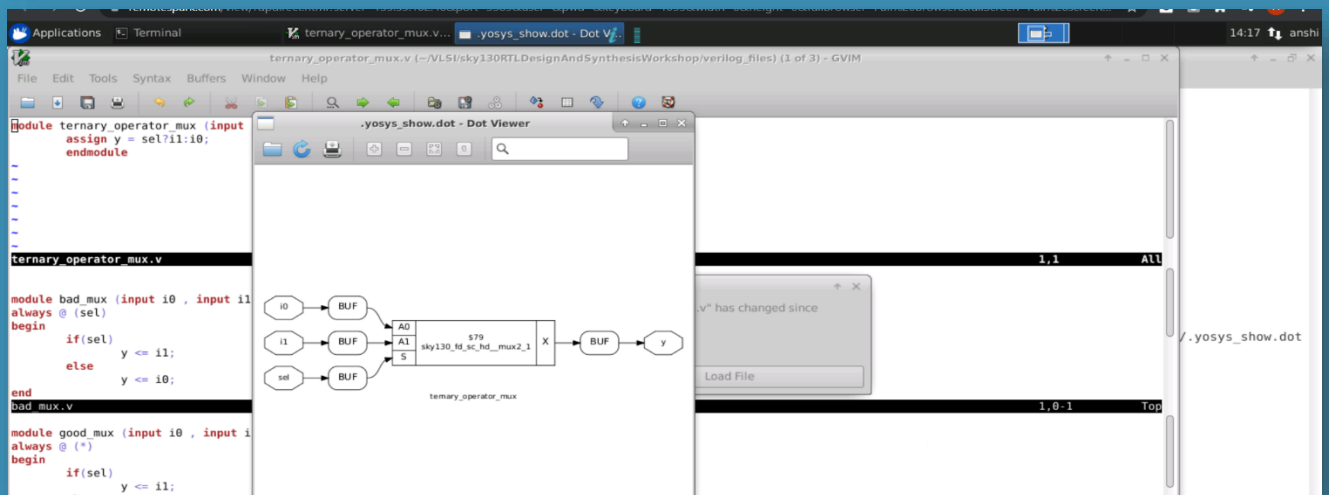 Applications Terminal ternary_operator_mux.v... .yosys_show.dot - Dot Vi... 14:17 anshi
ternary_operator_mux.v (~/VLSI/sky130RTLDesignAndSynthesisWorkshop/verilog_files) (1 of 3) - GVIM
File Edit Tools Syntax Buffers Window Help
.yosys_show.dot - Dot Viewer
module ternary_operator_mux (input
assign y = sel?i1:i0;
endmodule
~
~
~
~
~
~
~
ternary_operator_mux.v 1,1 All
module bad_mux (input i0 , input i1
always @ (sel)
begin
if(sel)
y <= i1;
else
y <= i0;
end
bad_mux.v 1,0-1 Top
module good_mux (input i0 , input i
always @ (*)
begin
if(sel)
y <= i1;
i0 BUF
i1 BUF
sel BUF
A0
A1
S
$79
sky130_fd_sc_hd__mux2_1
X
BUF
y
ternary_operator_mux
.v" has changed since
Load File
/.yosys_show.dot